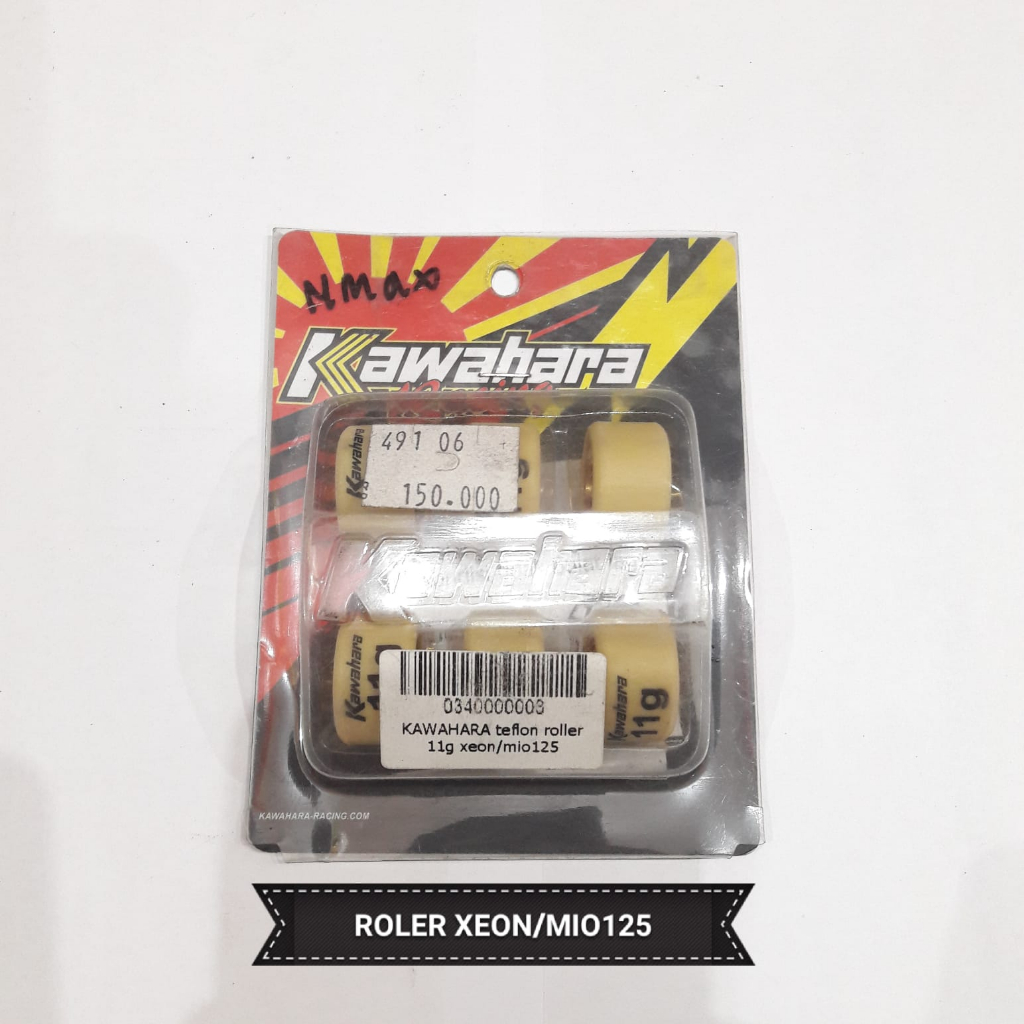 NMax
Kawahara
Kawahara
491 06
150.000
Kawahara
Kawahara
11g
0340000003
KAWAHARA teflon roller
11g xeon/mio125
Kawahara
11g
KAWAHARA-RACING.COM
ROLER XEON/MIO125